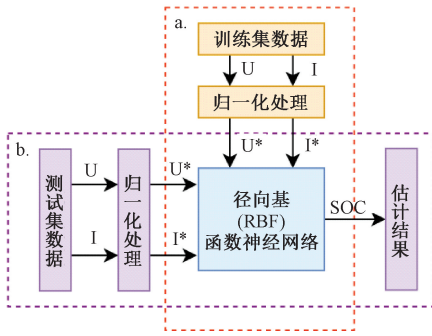 a.
训练集数据
U
I
归一化处理
U*
I*
b.
测试集数据
U
I
归一化处理
U*
I*
径向基
(RBF)
函数神经网络
SOC
估计结果